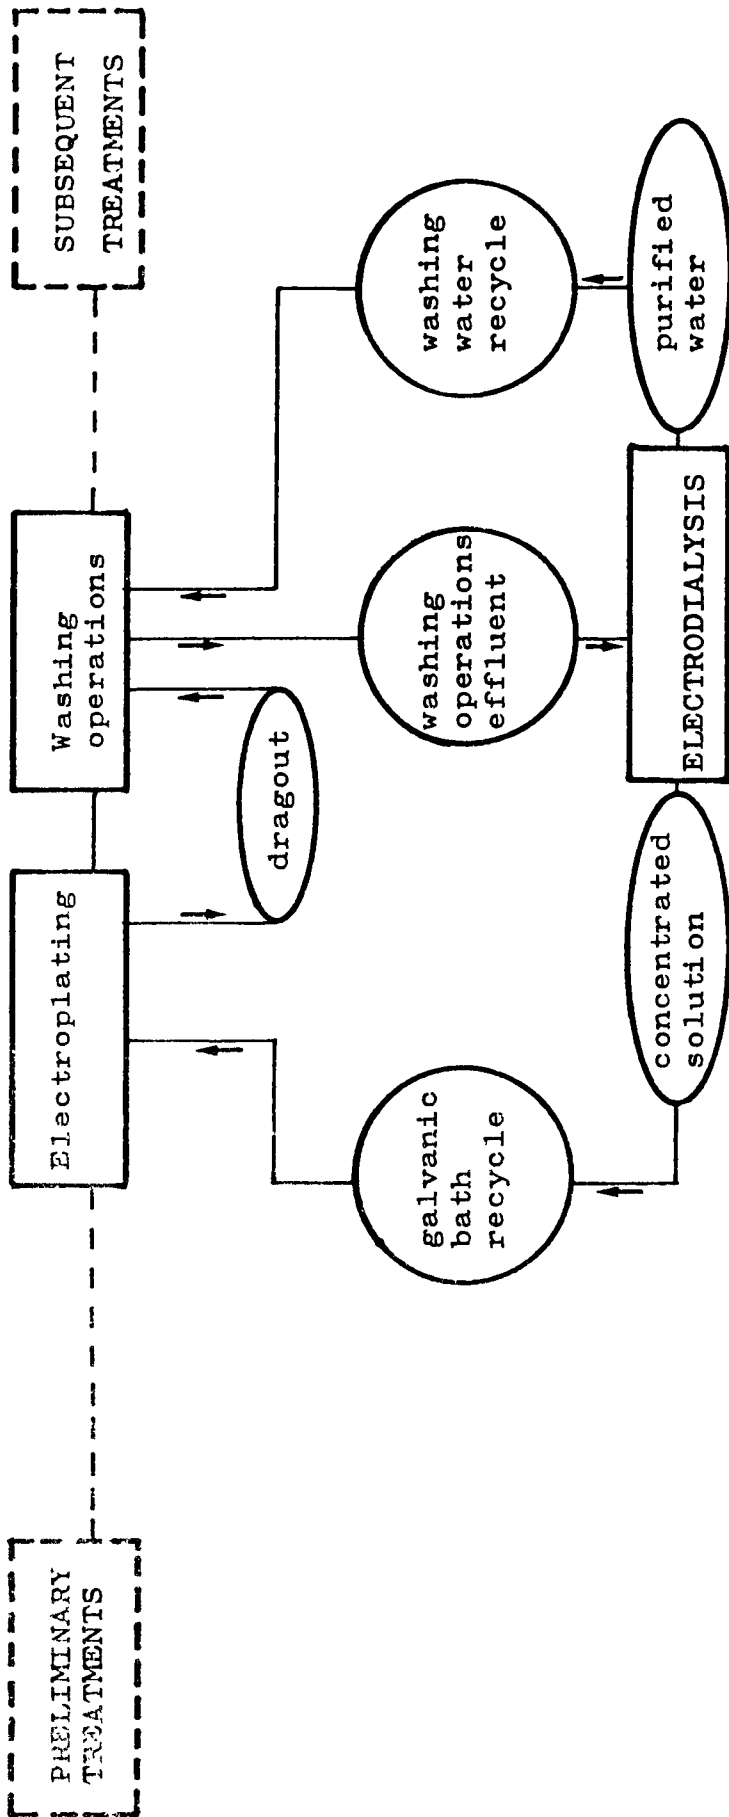 PRELIMINARY
TREATMENTS
Electroplating
Washing
operations
SUBSEQUENT
TREATMENTS
dragout
galvanic
bath
recycle
washing
operations
effluent
washing
water
recycle
concentrated
solution
ELECTRODIALYSIS
purified
water